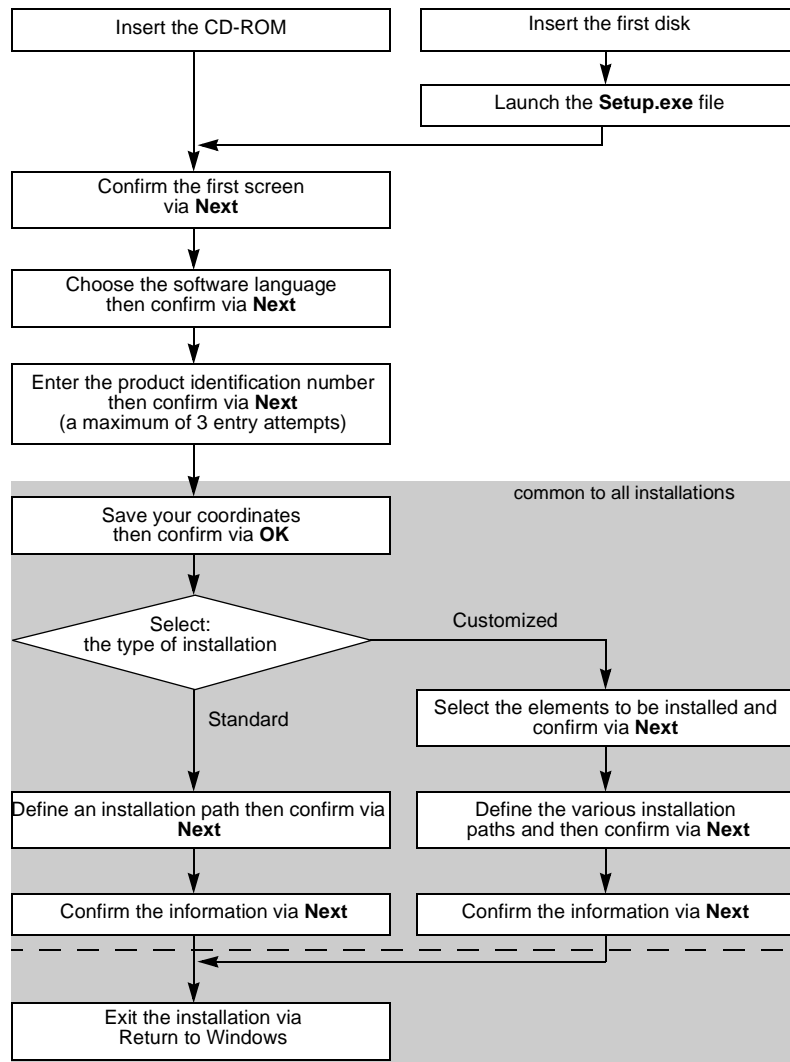 Insert the CD-ROM
Insert the first disk
Launch the Setup.exe file
Confirm the first screen
via Next
Choose the software language
then confirm via Next
Enter the product identification number
then confirm via Next
(a maximum of 3 entry attempts)
common to all installations
Save your coordinates
then confirm via OK
Select:
the type of installation
Customized
Standard
Select the elements to be installed and
confirm via Next
Define an installation path then confirm via
Next
Define the various installation
paths and then confirm via Next
Confirm the information via Next
Confirm the information via Next
Exit the installation via
Return to Windows